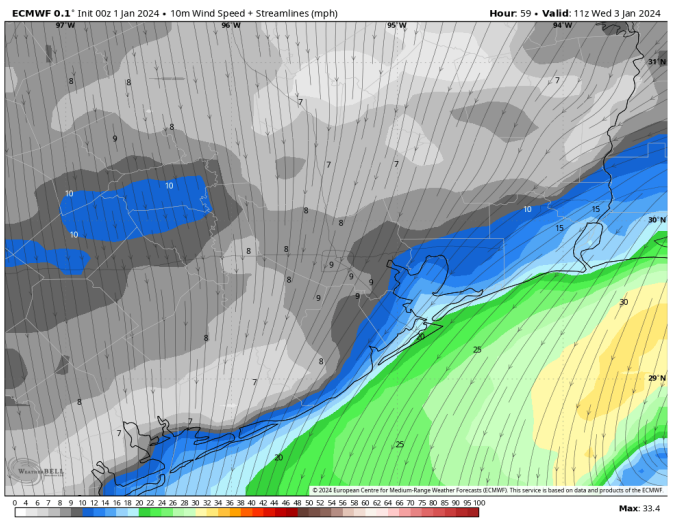 ECMWF 0.1° Init 00z 1 Jan 2024 • 10m Wind Speed + Streamlines (mph) Hour: 59 • Valid: 11z Wed 3 Jan 2024
97°W 96°W 95°W 94°W
31°N
8 8 7
7
8
9
7 7
10 10
8 10 15
8 30°N
10 15
8 8
9 9 9
8 9 9
30
20
8 25
8
7 29°N
8
7
7
25
20
WeatherBELL
© 2024 European Centre for Medium-Range Weather Forecasts (ECMWF). This service is based on data and products of the ECMWF.
0 4 6 7 8 9 10 12 14 16 18 20 22 24 26 28 30 32 34 36 38 40 42 44 46 48 50 52 54 56 58 60 62 64 66 68 70 75 80 85 90 95 100
Max: 33.4